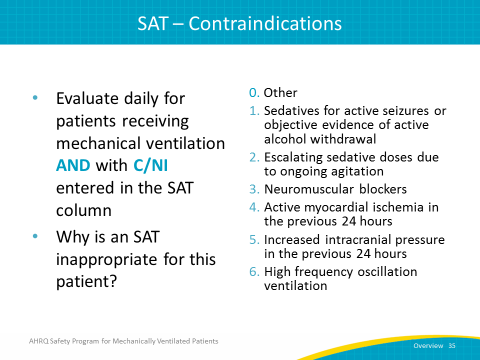 SAT – Contraindications
• Evaluate daily for
patients receiving
mechanical ventilation
AND with C/NI
entered in the SAT
column
• Why is an SAT
inappropriate for this
patient?
0. Other
1. Sedatives for active seizures or
objective evidence of active
alcohol withdrawal
2. Escalating sedative doses due
to ongoing agitation
3. Neuromuscular blockers
4. Active myocardial ischemia in
the previous 24 hours
5. Increased intracranial pressure
in the previous 24 hours
6. High frequency oscillation
ventilation
AHRQ Safety Program for Mechanically Ventilated Patients
Overview 35